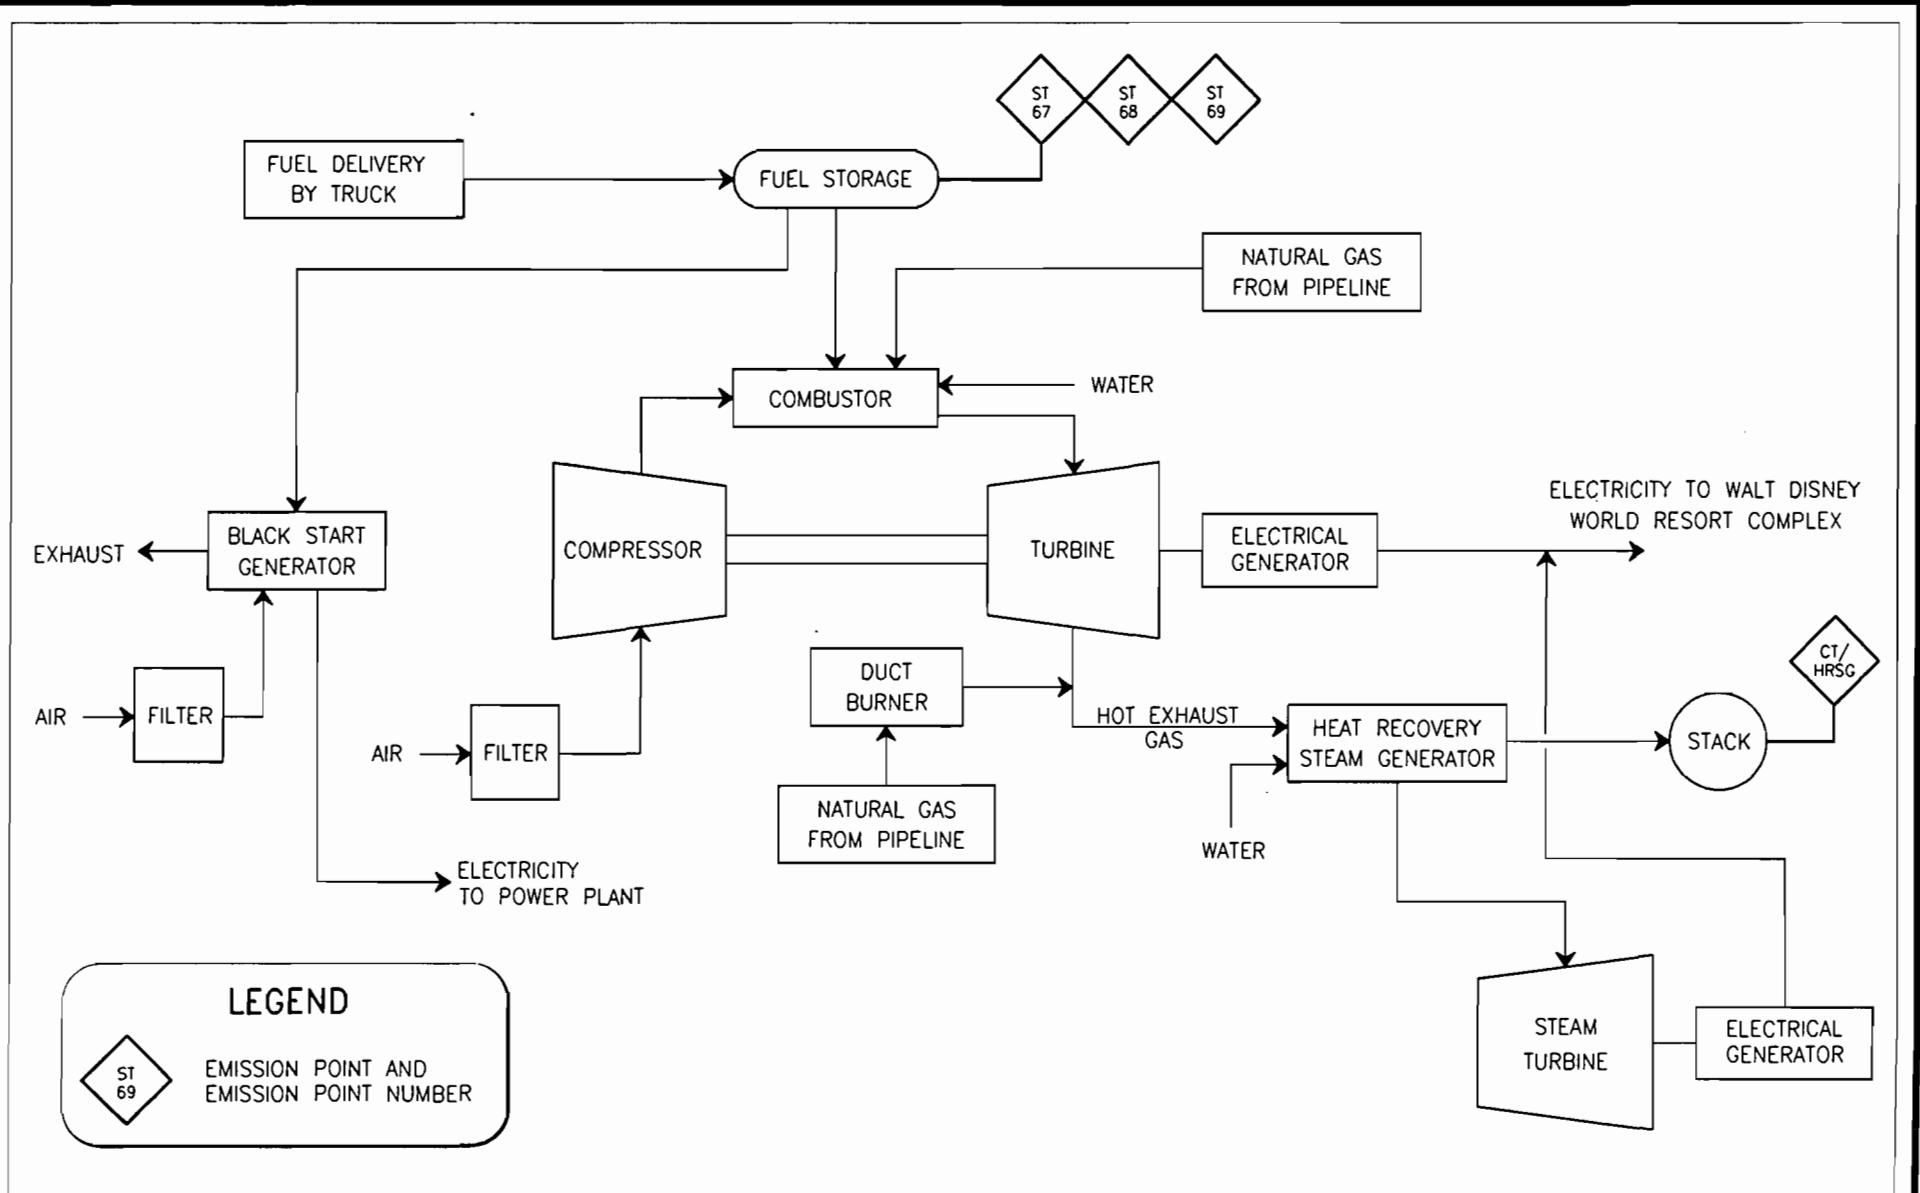 ST
67
ST
68
ST
69
FUEL DELIVERY
BY TRUCK
FUEL STORAGE
NATURAL GAS
FROM PIPELINE
COMBUSTOR
WATER
ELECTRICITY TO WALT DISNEY
WORLD RESORT COMPLEX
EXHAUST
BLACK START
GENERATOR
COMPRESSOR
TURBINE
ELECTRICAL
GENERATOR
CT/
HRSG
AIR
FILTER
AIR
FILTER
DUCT
BURNER
HOT EXHAUST
GAS
HEAT RECOVERY
STEAM GENERATOR
STACK
NATURAL GAS
FROM PIPELINE
WATER
ELECTRICITY
TO POWER PLANT
STEAM
TURBINE
ELECTRICAL
GENERATOR
LEGEND
ST
69
EMISSION POINT AND
EMISSION POINT NUMBER